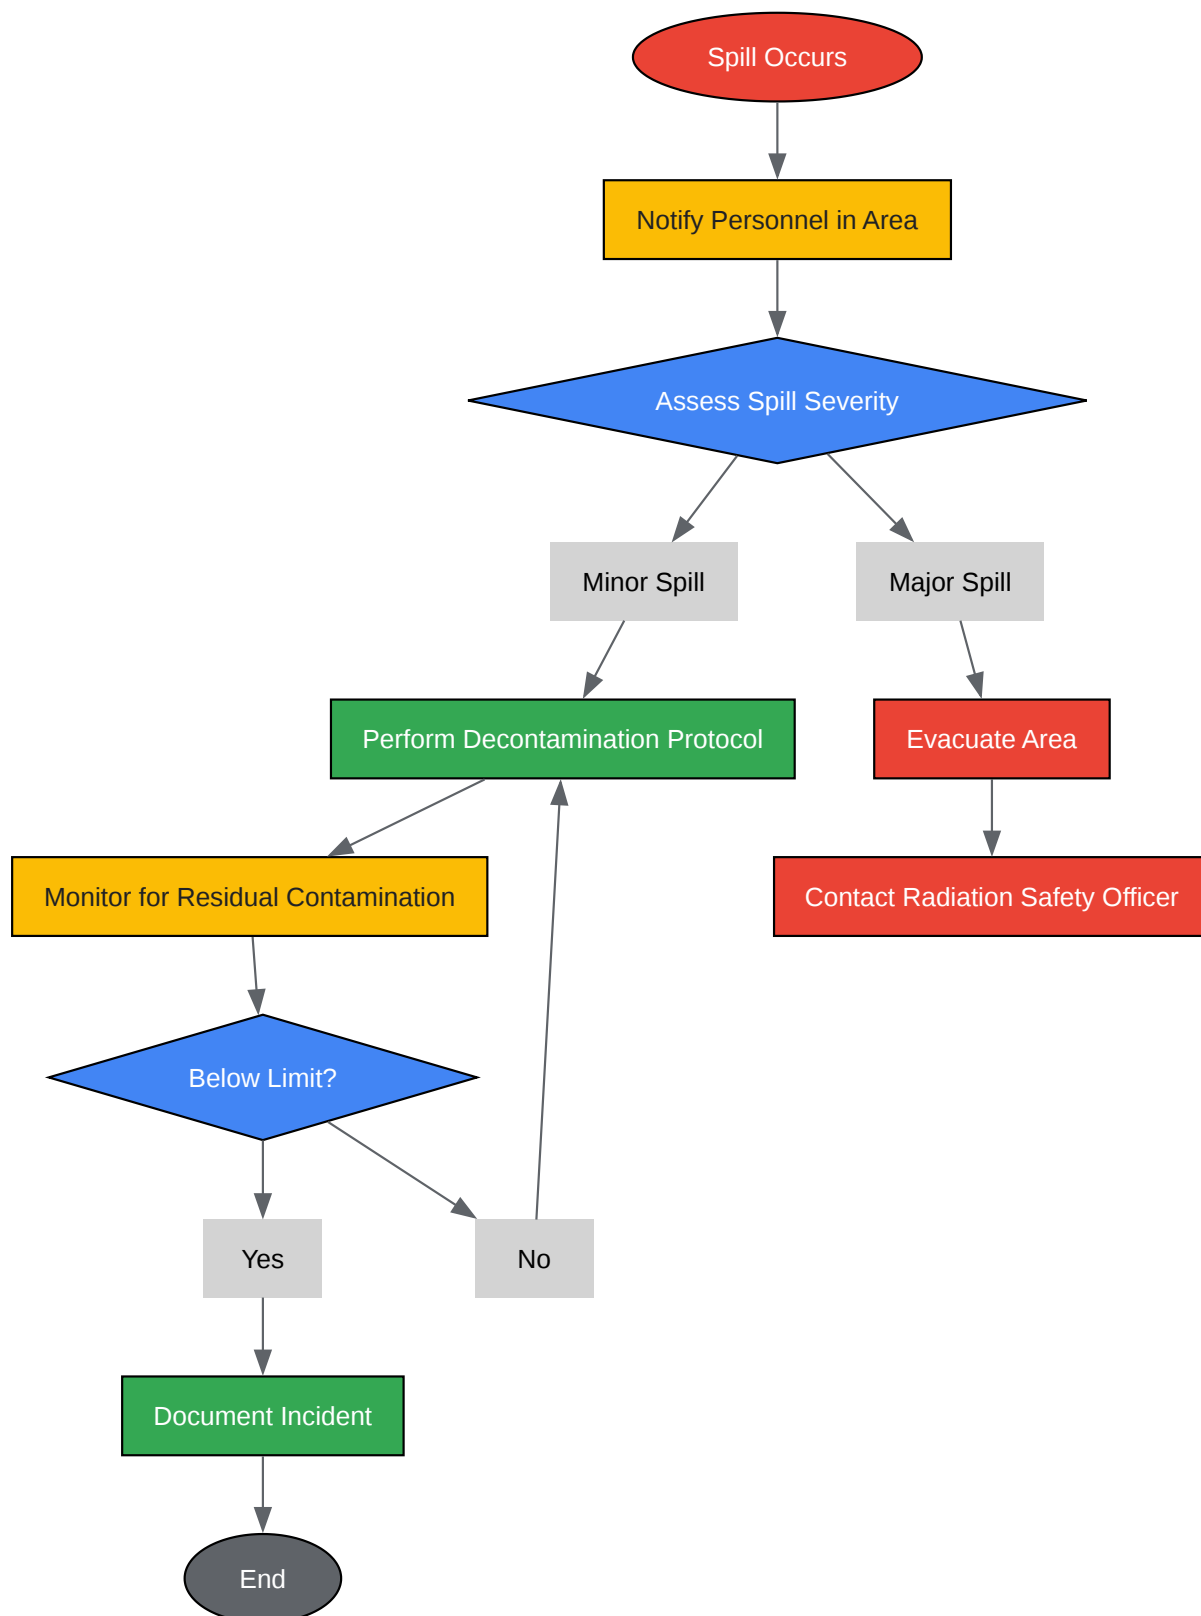 Spill Occurs
Notify Personnel in Area
Assess Spill Severity
Minor Spill
Major Spill
Perform Decontamination Protocol
Evacuate Area
Monitor for Residual Contamination
Contact Radiation Safety Officer
Below Limit?
Yes
No
Document Incident
End